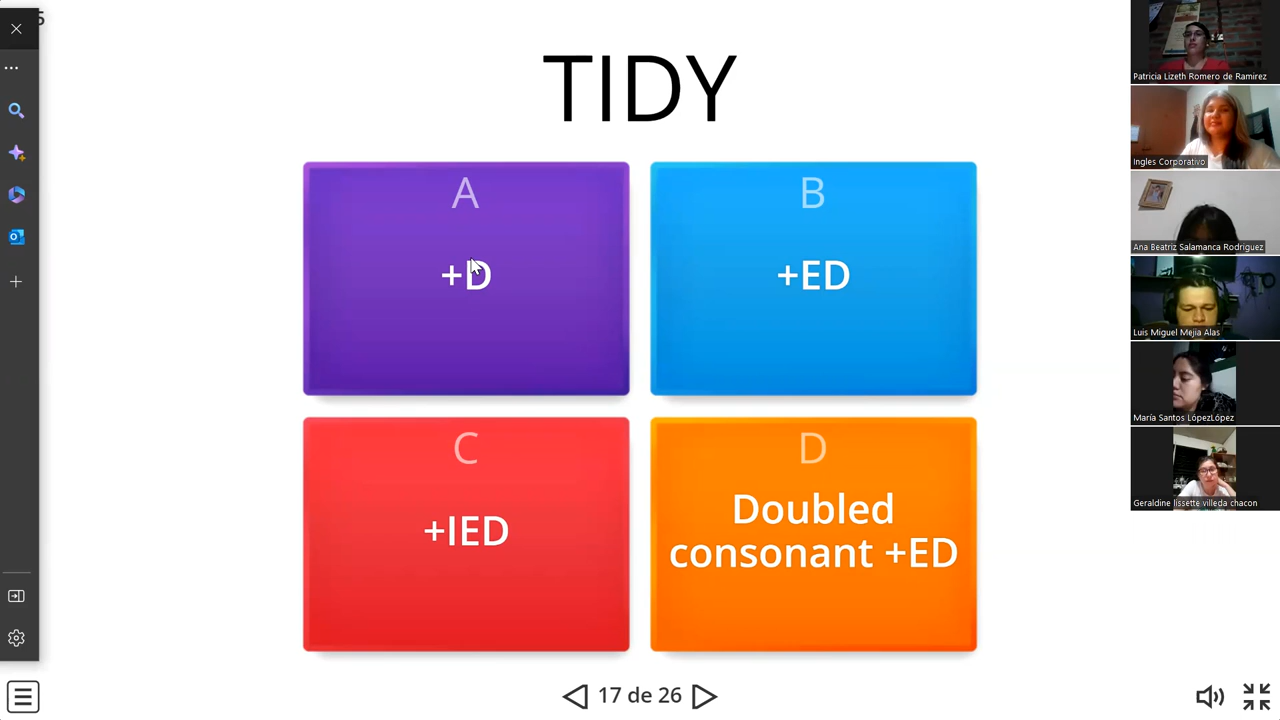 5
TIDY
A
+D
B
+ED
C
+IED
D
Doubled
consonant +ED
17 de 26
Patricia Lizeth Romero de Ramirez
Ingles Corporativo
Ana Beatriz Salamanca Rodriguez
Luis Miguel Mejia Alas
María Santos LópezLópez
Geraldine lissette villeda chacon